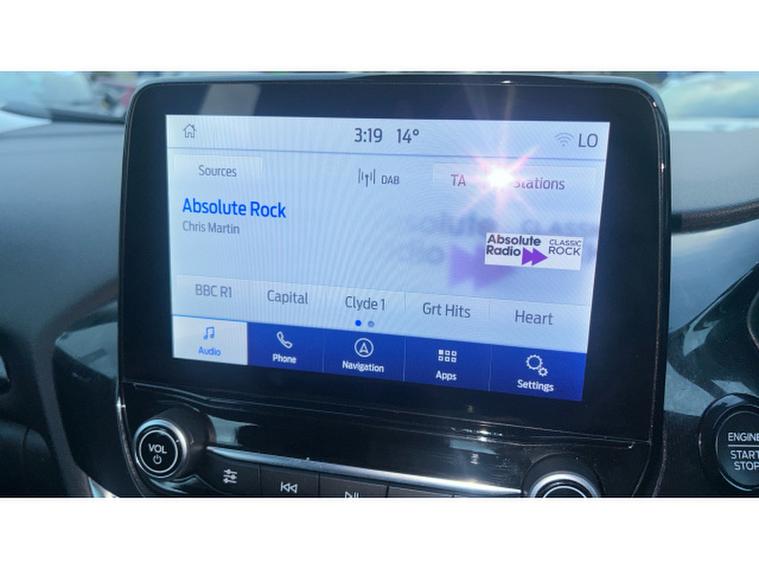 3:19 14° LO
Sources DAB TA Stations
Absolute Rock
Chris Martin
Absolute Radio CLASSIC ROCK
BBC R1 Capital Clyde 1 Grt Hits Heart
Audio Phone Navigation Apps Settings
VOL
ENGINE
START
STOP